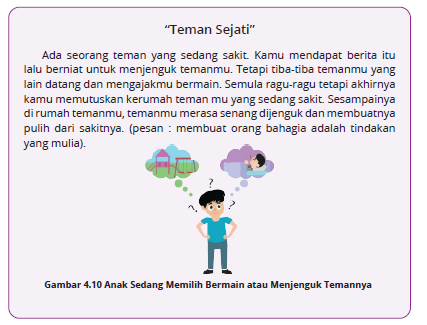 “Teman Sejati”
Ada seorang teman yang sedang sakit. Kamu mendapat berita itu
lalu berniat untuk menjenguk temanmu. Tetapi tiba-tiba temanmu yang
lain datang dan mengajakmu bermain. Semula ragu-ragu tetapi akhirnya
kamu memutuskan kerumah teman mu yang sedang sakit. Sesampainya
di rumah temanmu, temanmu merasa senang dijenguk dan membuatnya
pulih dari sakitnya. (pesan : membuat orang bahagia adalah tindakan
yang mulia).
? ? ?
Gambar 4.10 Anak Sedang Memilih Bermain atau Menjenguk Temannya